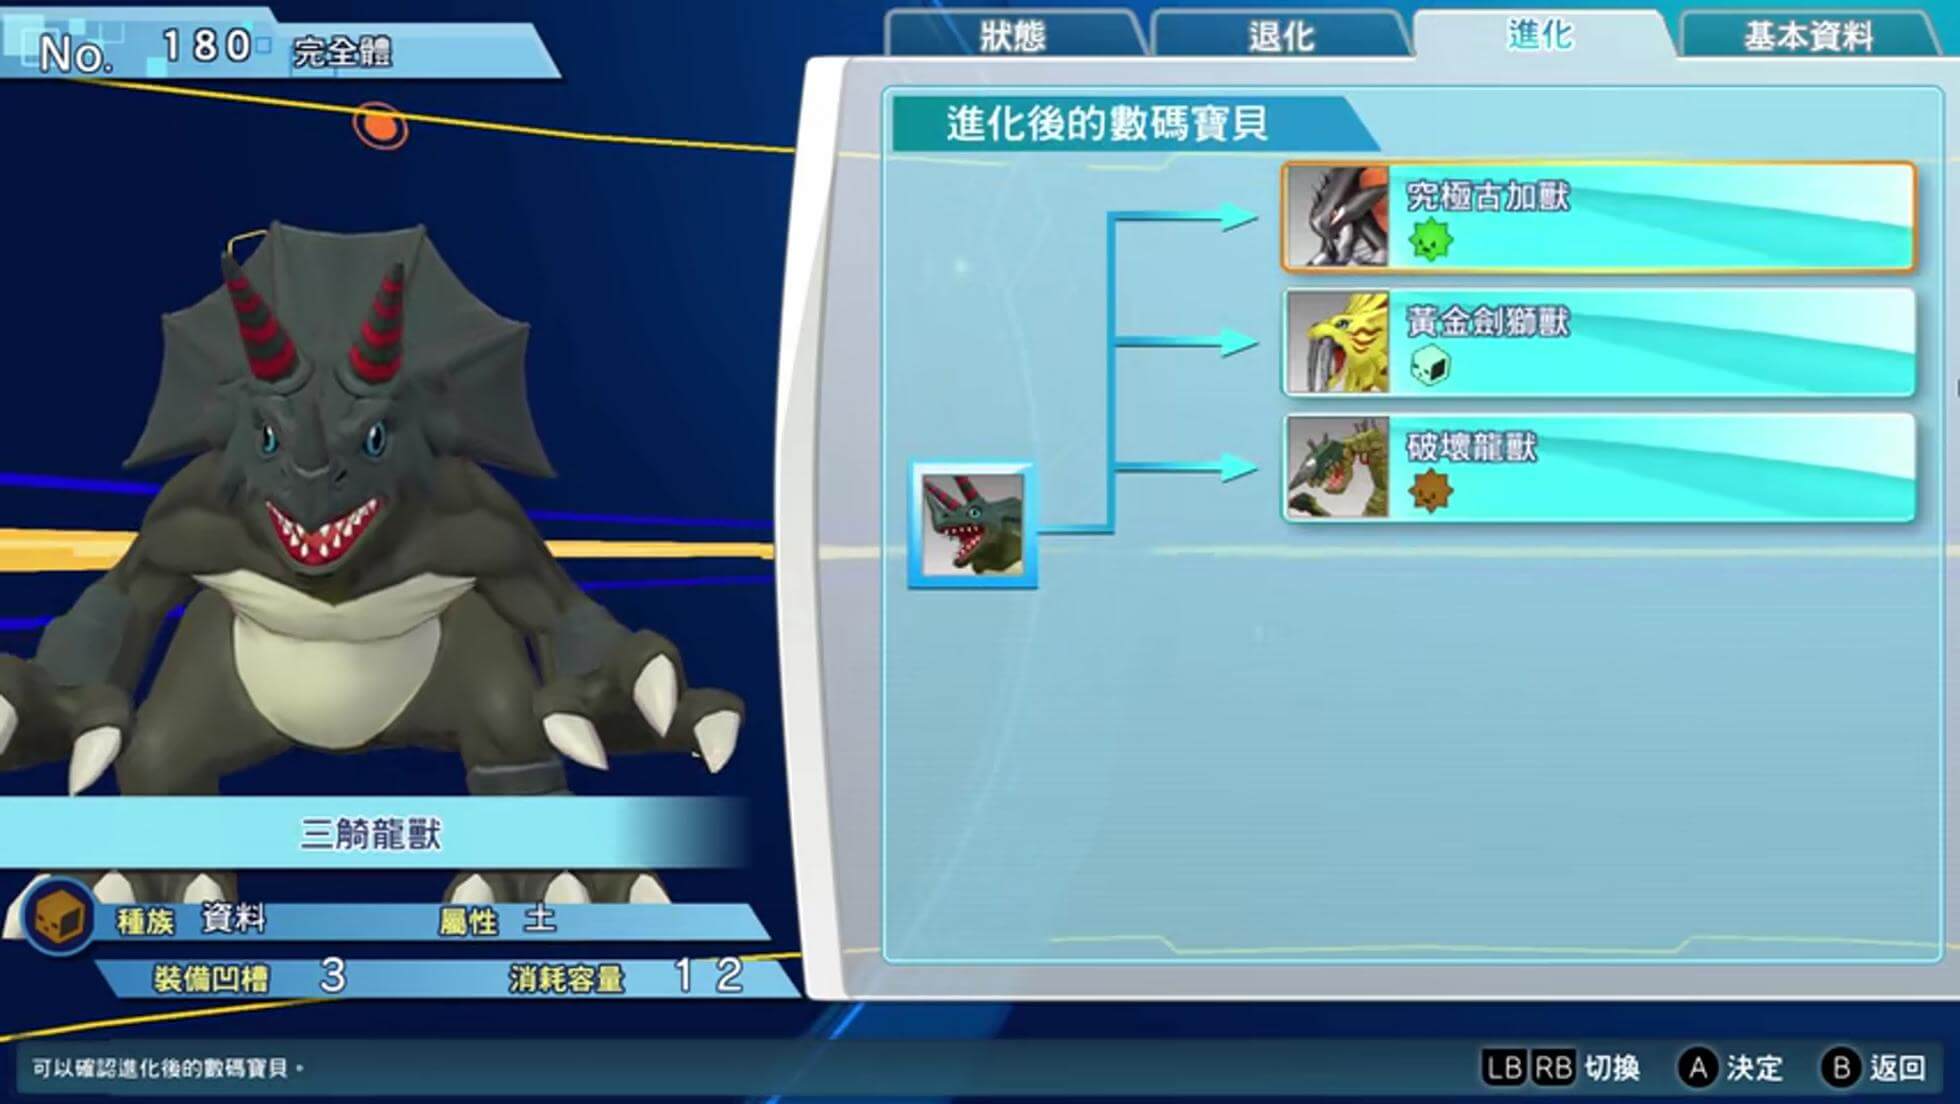 No. 180 完全體
狀態 退化 進化 基本資料
進化後的數碼寶貝
究極古加獸
黃金劍獅獸
破壞龍獸
三觭龍獸
種族 資料 屬性 土
裝備凹槽 3 消耗容量 12
可以確認進化後的數碼寶貝。
LB RB 切換 A 決定 B 返回